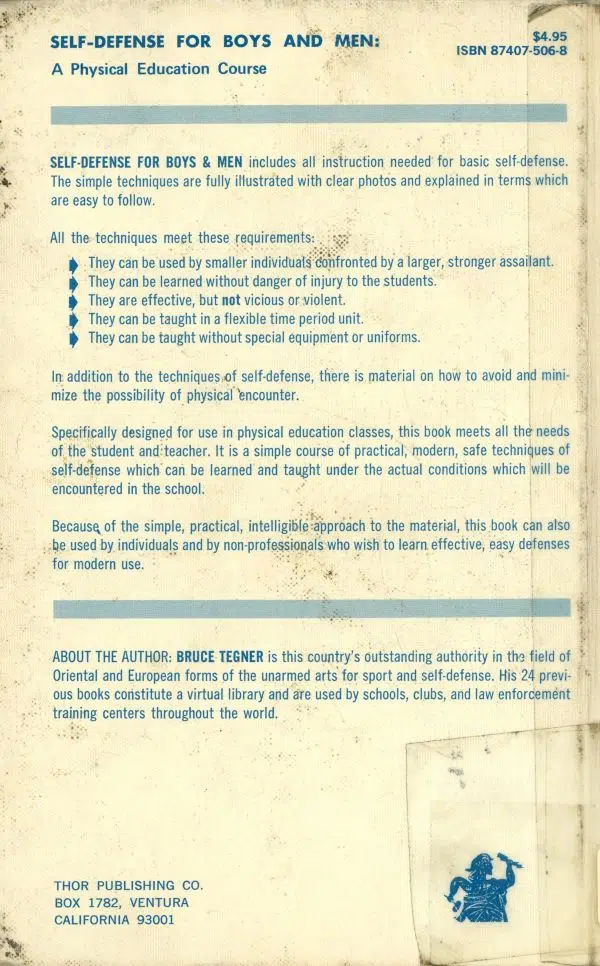 SELF-DEFENSE FOR BOYS AND MEN:
A Physical Education Course
$4.95
ISBN 87407-506-8
SELF-DEFENSE FOR BOYS & MEN includes all instruction needed for basic self-defense.
The simple techniques are fully illustrated with clear photos and explained in terms which
are easy to follow.
All the techniques meet these requirements:
They can be used by smaller individuals confronted by a larger, stronger assailant.
They can be learned without danger of injury to the students.
They are effective, but not vicious or violent.
They can be taught in a flexible time period unit.
They can be taught without special equipment or uniforms.
In addition to the techniques of self-defense, there is material on how to avoid and mini-
mize the possibility of physical encounter.
Specifically designed for use in physical education classes, this book meets all the needs
of the student and teacher. It is a simple course of practical, modern, safe techniques of
self-defense which can be learned and taught under the actual conditions which will be
encountered in the school.
Because of the simple, practical, intelligible approach to the material, this book can also
be used by individuals and by non-professionals who wish to learn effective, easy defenses
for modern use.
ABOUT THE AUTHOR: BRUCE TEGNER is this country's outstanding authority in the field of
Oriental and European forms of the unarmed arts for sport and self-defense. His 24 previ-
ous books constitute a virtual library and are used by schools, clubs, and law enforcement
training centers throughout the world.
THOR PUBLISHING CO.
BOX 1782, VENTURA
CALIFORNIA 93001